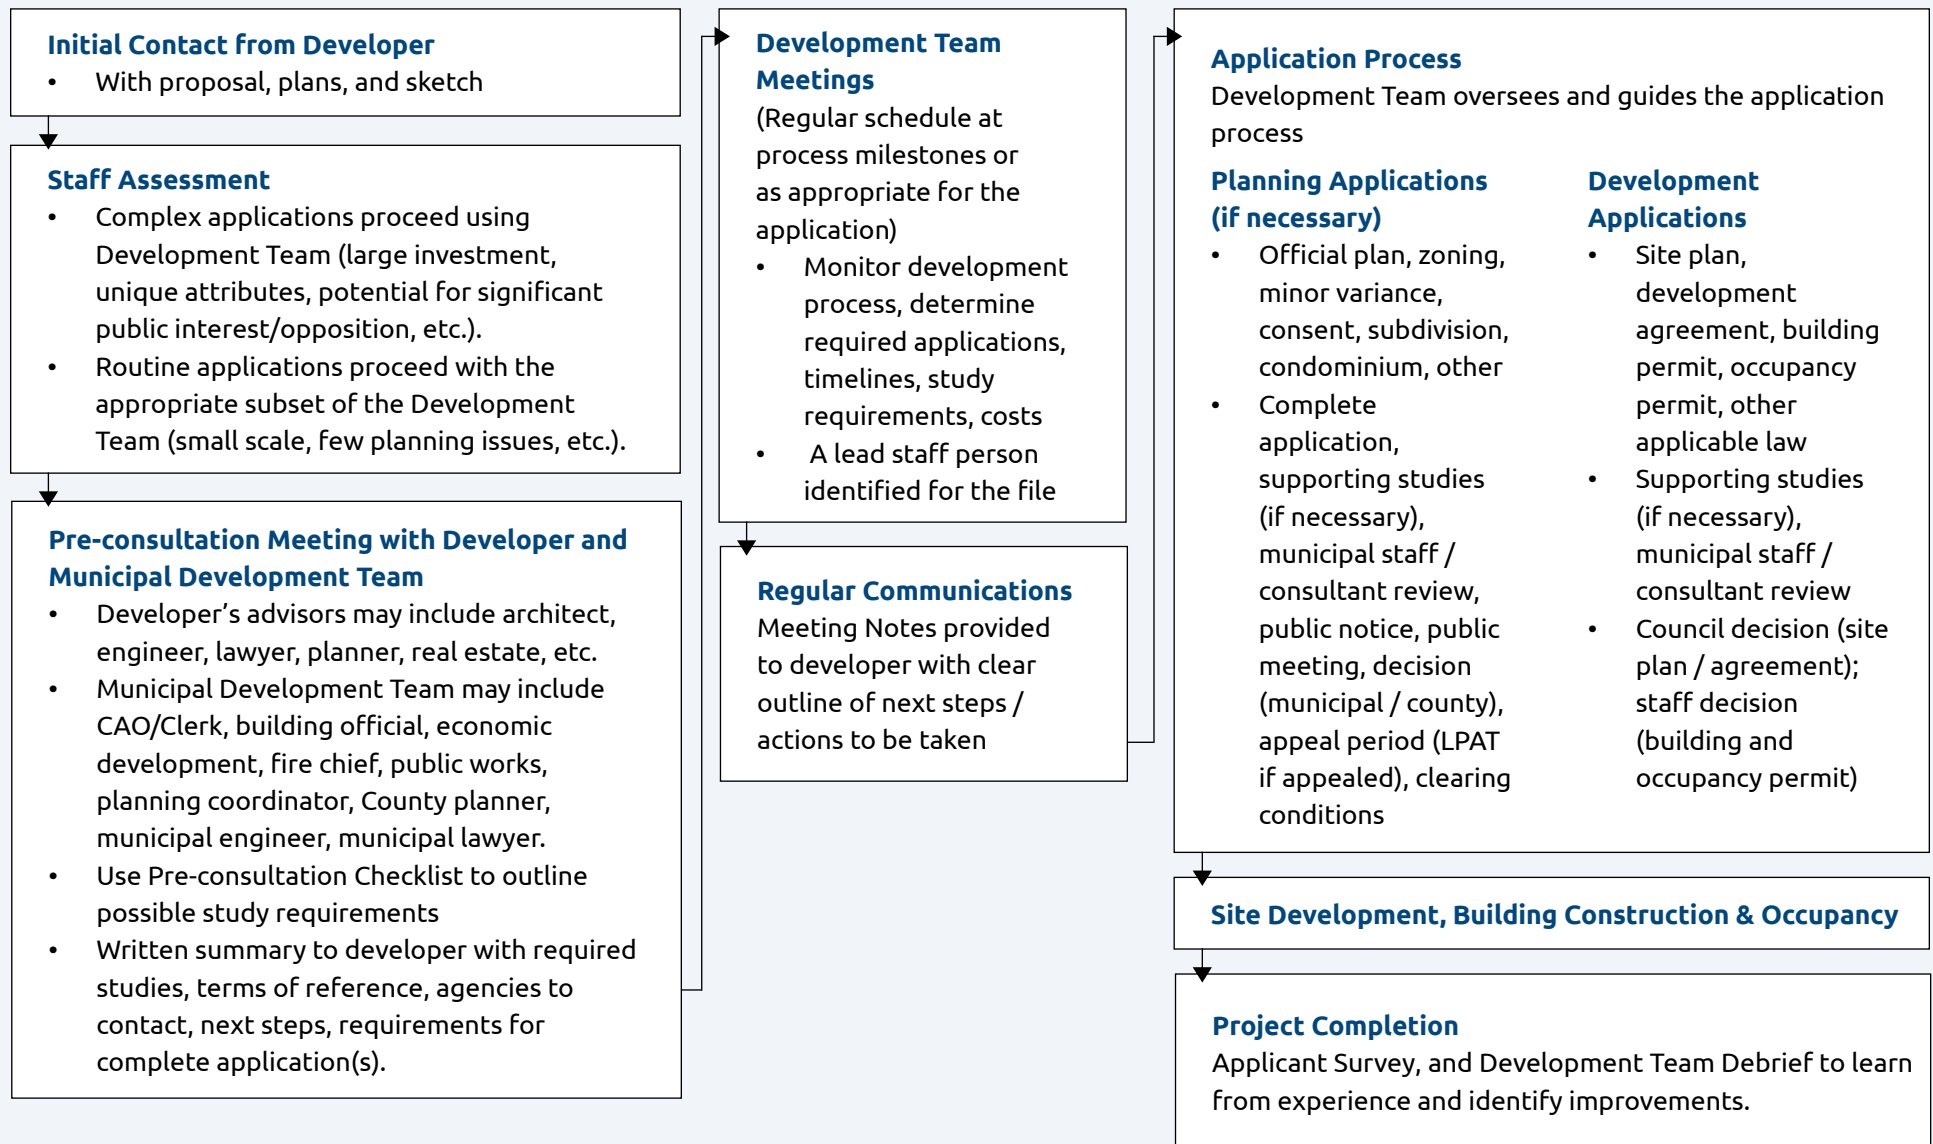 Initial Contact from Developer
• With proposal, plans, and sketch
Staff Assessment
• Complex applications proceed using
Development Team (large investment,
unique attributes, potential for significant
public interest/opposition, etc.).
• Routine applications proceed with the
appropriate subset of the Development
Team (small scale, few planning issues, etc.).
Pre-consultation Meeting with Developer and
Municipal Development Team
• Developer’s advisors may include architect,
engineer, lawyer, planner, real estate, etc.
• Municipal Development Team may include
CAO/Clerk, building official, economic
development, fire chief, public works,
planning coordinator, County planner,
municipal engineer, municipal lawyer.
• Use Pre-consultation Checklist to outline
possible study requirements
• Written summary to developer with required
studies, terms of reference, agencies to
contact, next steps, requirements for
complete application(s).
Development Team
Meetings
(Regular schedule at
process milestones or
as appropriate for the
application)
• Monitor development
process, determine
required applications,
timelines, study
requirements, costs
• A lead staff person
identified for the file
Regular Communications
Meeting Notes provided
to developer with clear
outline of next steps /
actions to be taken
Application Process
Development Team oversees and guides the application
process
Planning Applications
(if necessary)
• Official plan, zoning,
minor variance,
consent, subdivision,
condominium, other
• Complete
application,
supporting studies
(if necessary),
municipal staff /
consultant review,
public notice, public
meeting, decision
(municipal / county),
appeal period (LPAT
if appealed), clearing
conditions
Development
Applications
• Site plan,
development
agreement, building
permit, occupancy
permit, other
applicable law
• Supporting studies
(if necessary),
municipal staff /
consultant review
• Council decision (site
plan / agreement);
staff decision
(building and
occupancy permit)
Site Development, Building Construction & Occupancy
Project Completion
Applicant Survey, and Development Team Debrief to learn
from experience and identify improvements.